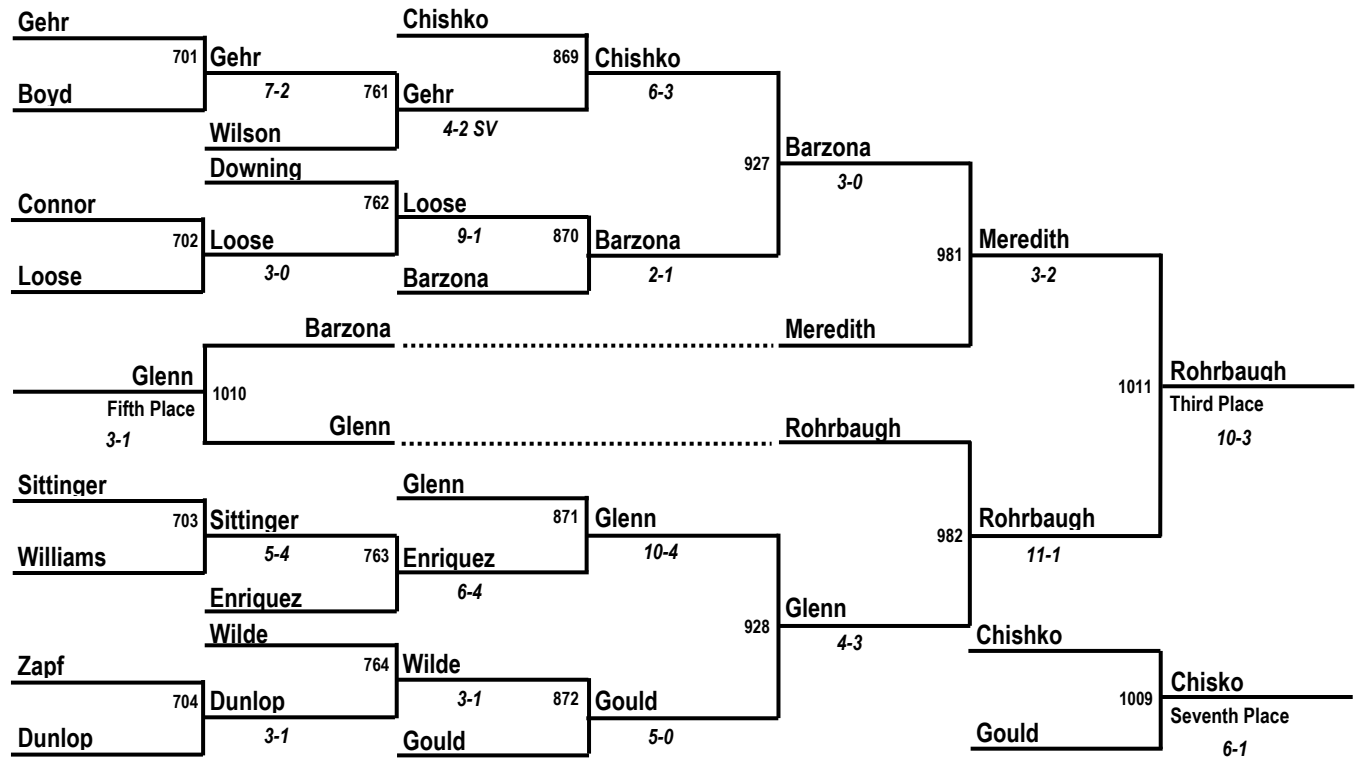 Gehr
Chishko
701
Gehr
869
Chishko
Boyd
7-2
761
Gehr
6-3
Wilson
4-2 SV
Downing
927
Barzona
3-0
Connor
762
Loose
702
Loose
9-1
870
Barzona
981
Meredith
Loose
3-0
Barzona
2-1
3-2
Barzona
Meredith
Glenn
1010
1011
Rohrbaugh
Fifth Place
Third Place
3-1
Glenn
Rohrbaugh
10-3
Sittinger
Glenn
703
Sittinger
871
Glenn
982
Rohrbaugh
Williams
5-4
763
Enriquez
10-4
11-1
Enriquez
6-4
Wilde
928
Glenn
4-3
Chishko
Zapf
764
Wilde
704
Dunlop
3-1
872
Gould
1009
Chisko
Seventh Place
Dunlop
3-1
Gould
5-0
Gould
6-1